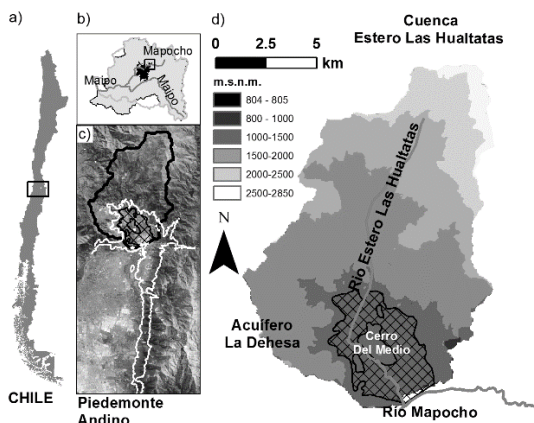 a)
CHILE
b)
Mapocho
Maipo
Maipo
c)
Piedemonte
Andino
d)
Cuenca
Estero Las Hualtatas
0 2.5 5
km
m.s.n.m.
804 - 805
800 - 1000
1000-1500
1500-2000
2000-2500
2500-2850
N
Río Estero Las Hualtatas
Acuífero
La Dehesa
Cerro
Del Medio
Río Mapocho